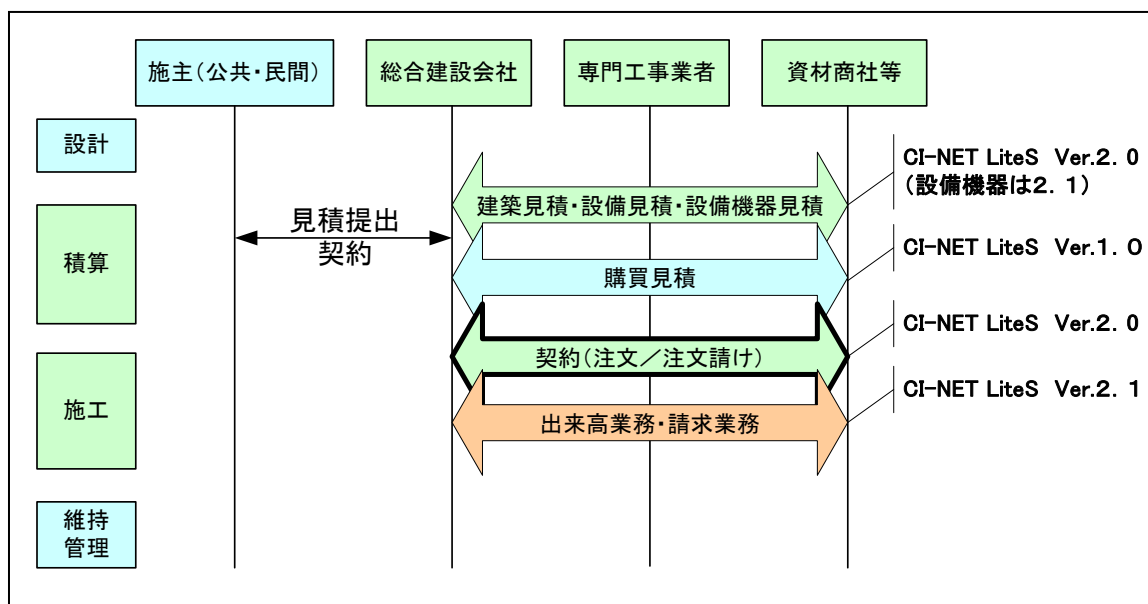 施主(公共・民間)
総合建設会社
専門工事業者
資材商社等
設計
CI-NET LiteS Ver.2.0
(設備機器は2.1)
建築見積・設備見積・設備機器見積
見積提出
契約
積算
CI-NET LiteS Ver.1.0
購買見積
CI-NET LiteS Ver.2.0
契約(注文/注文請け)
施工
CI-NET LiteS Ver.2.1
出来高業務・請求業務
維持
管理